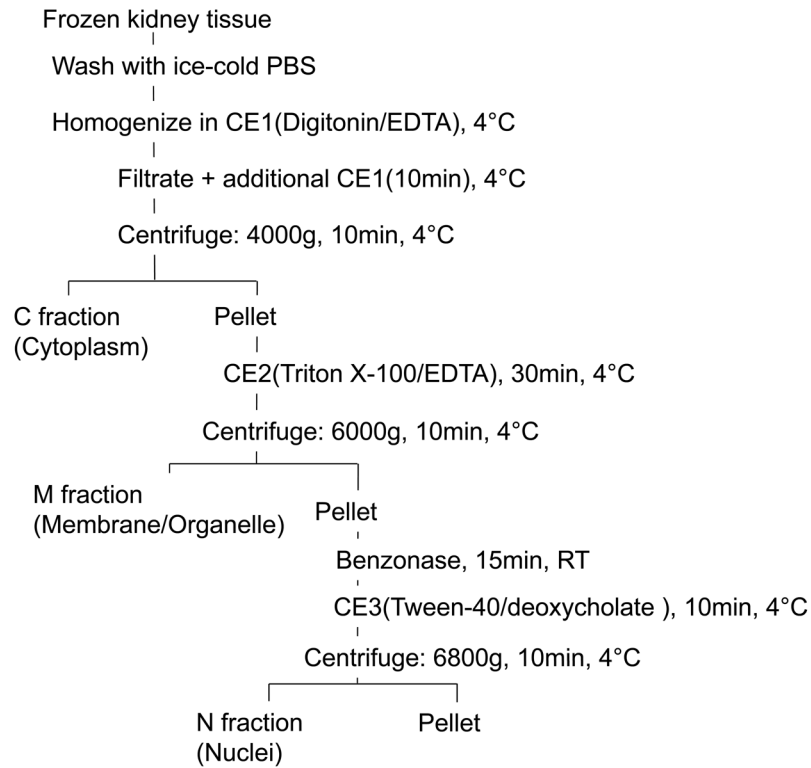 Frozen kidney tissue
Wash with ice-cold PBS
Homogenize in CE1(Digitonin/EDTA), 4°C
Filtrate + additional CE1(10min), 4°C
Centrifuge: 4000g, 10min, 4°C
C fraction
(Cytoplasm)
Pellet
CE2(Triton X-100/EDTA), 30min, 4°C
Centrifuge: 6000g, 10min, 4°C
M fraction
(Membrane/Organelle)
Pellet
Benzonase, 15min, RT
CE3(Tween-40/deoxycholate ), 10min, 4°C
Centrifuge: 6800g, 10min, 4°C
N fraction
(Nuclei)
Pellet